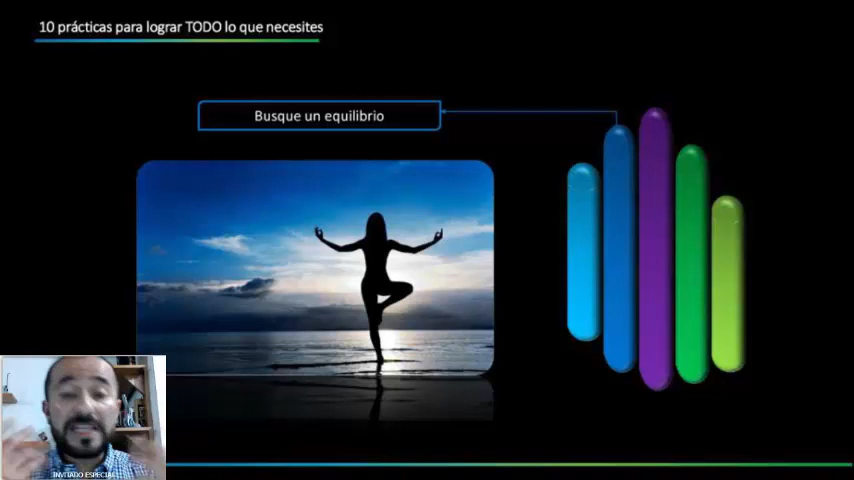 10 prácticas para lograr TODO lo que necesites
Busque un equilibrio
INVITADO ESPECIAL